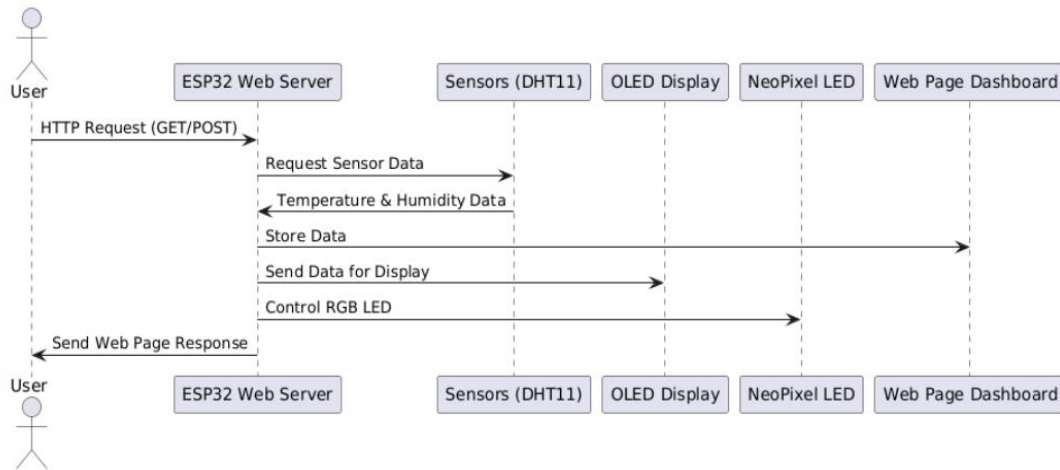 User
ESP32 Web Server
Sensors (DHT11)
OLED Display
NeoPixel LED
Web Page Dashboard
HTTP Request (GET/POST)
Request Sensor Data
Temperature & Humidity Data
Store Data
Send Data for Display
Control RGB LED
Send Web Page Response
User
ESP32 Web Server
Sensors (DHT11)
OLED Display
NeoPixel LED
Web Page Dashboard